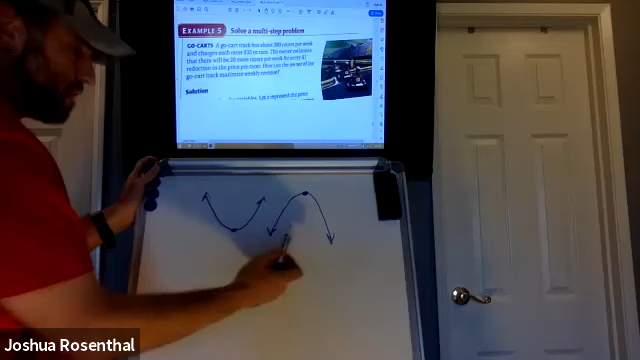 EXAMPLE 5 Solve a multi-step problem
GO-CARTS A go-cart track has about 380 racers per week
and charges each racer $35 to race. The owner estimates
that there will be 20 more racers per week for every $1
reduction in the price per racer. How can the owner of the
go-cart track maximize weekly revenue?
Solution
represent the price
Joshua Rosenthal